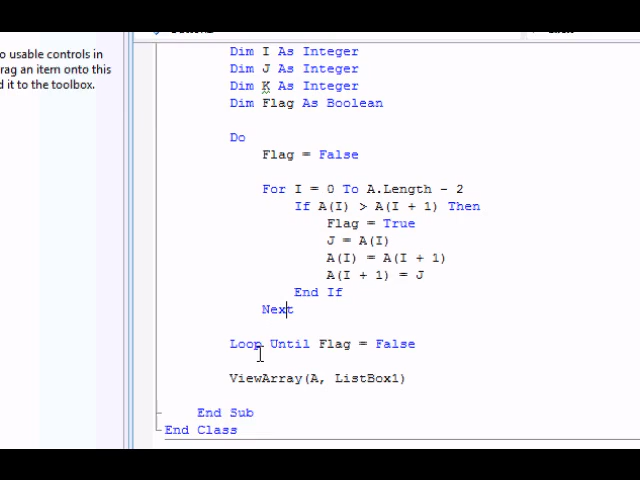 o usable controls in
rag an item onto this
d it to the toolbox.
Dim I As Integer
Dim J As Integer
Dim K As Integer
Dim Flag As Boolean
Do
Flag = False
For I = 0 To A.Length - 2
If A(I) > A(I + 1) Then
Flag = True
J = A(I)
A(I) = A(I + 1)
A(I + 1) = J
End If
Next
Loop Until Flag = False
ViewArray(A, ListBox1)
End Sub
End Class